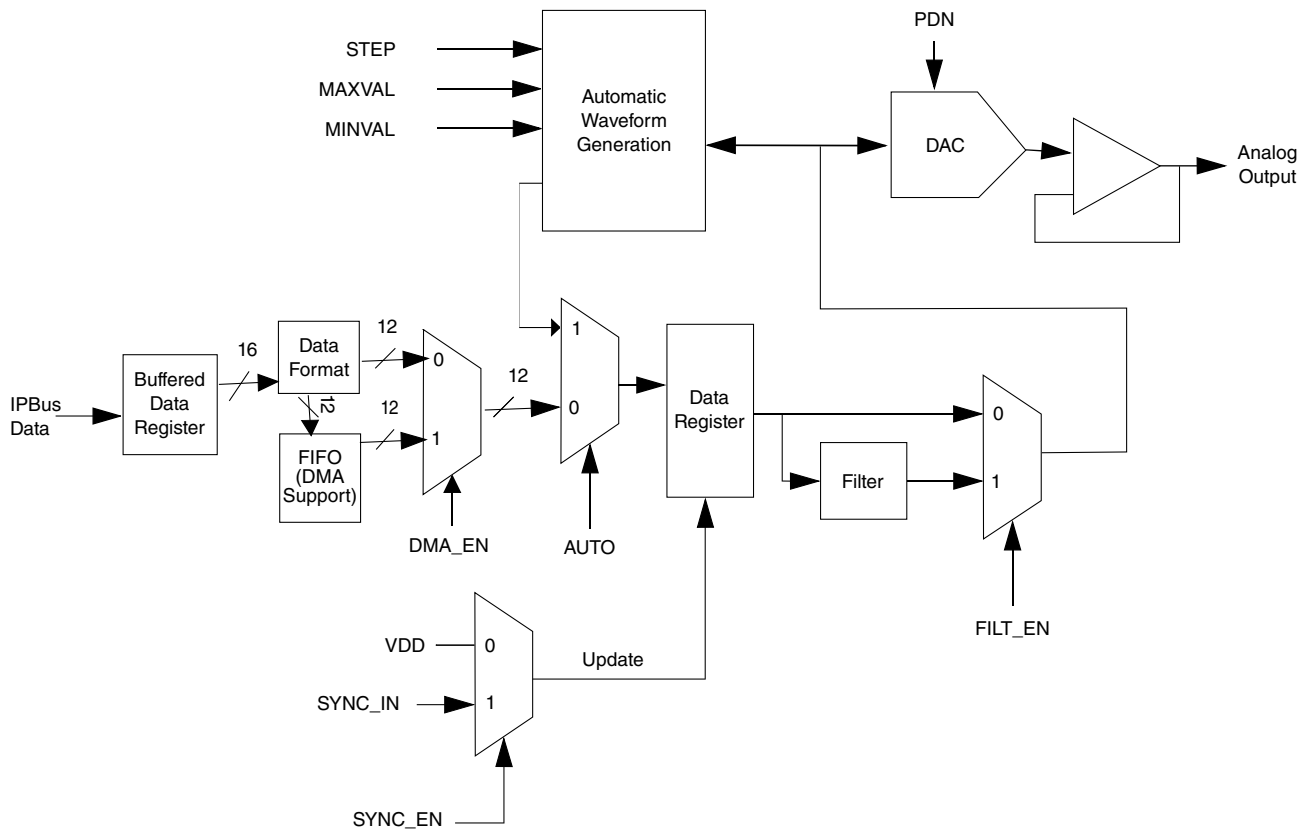 PDN
STEP
MAXVAL
MINVAL
Automatic
Waveform
Generation
DAC
Analog
Output
IPBus
Data
Buffered
Data
Register
16
Data
Format
12
12
FIFO
(DMA
Support)
12
0
1
DMA_EN
12
1
0
AUTO
Data
Register
Filter
0
1
FILT_EN
VDD
SYNC_IN
0
1
Update
SYNC_EN